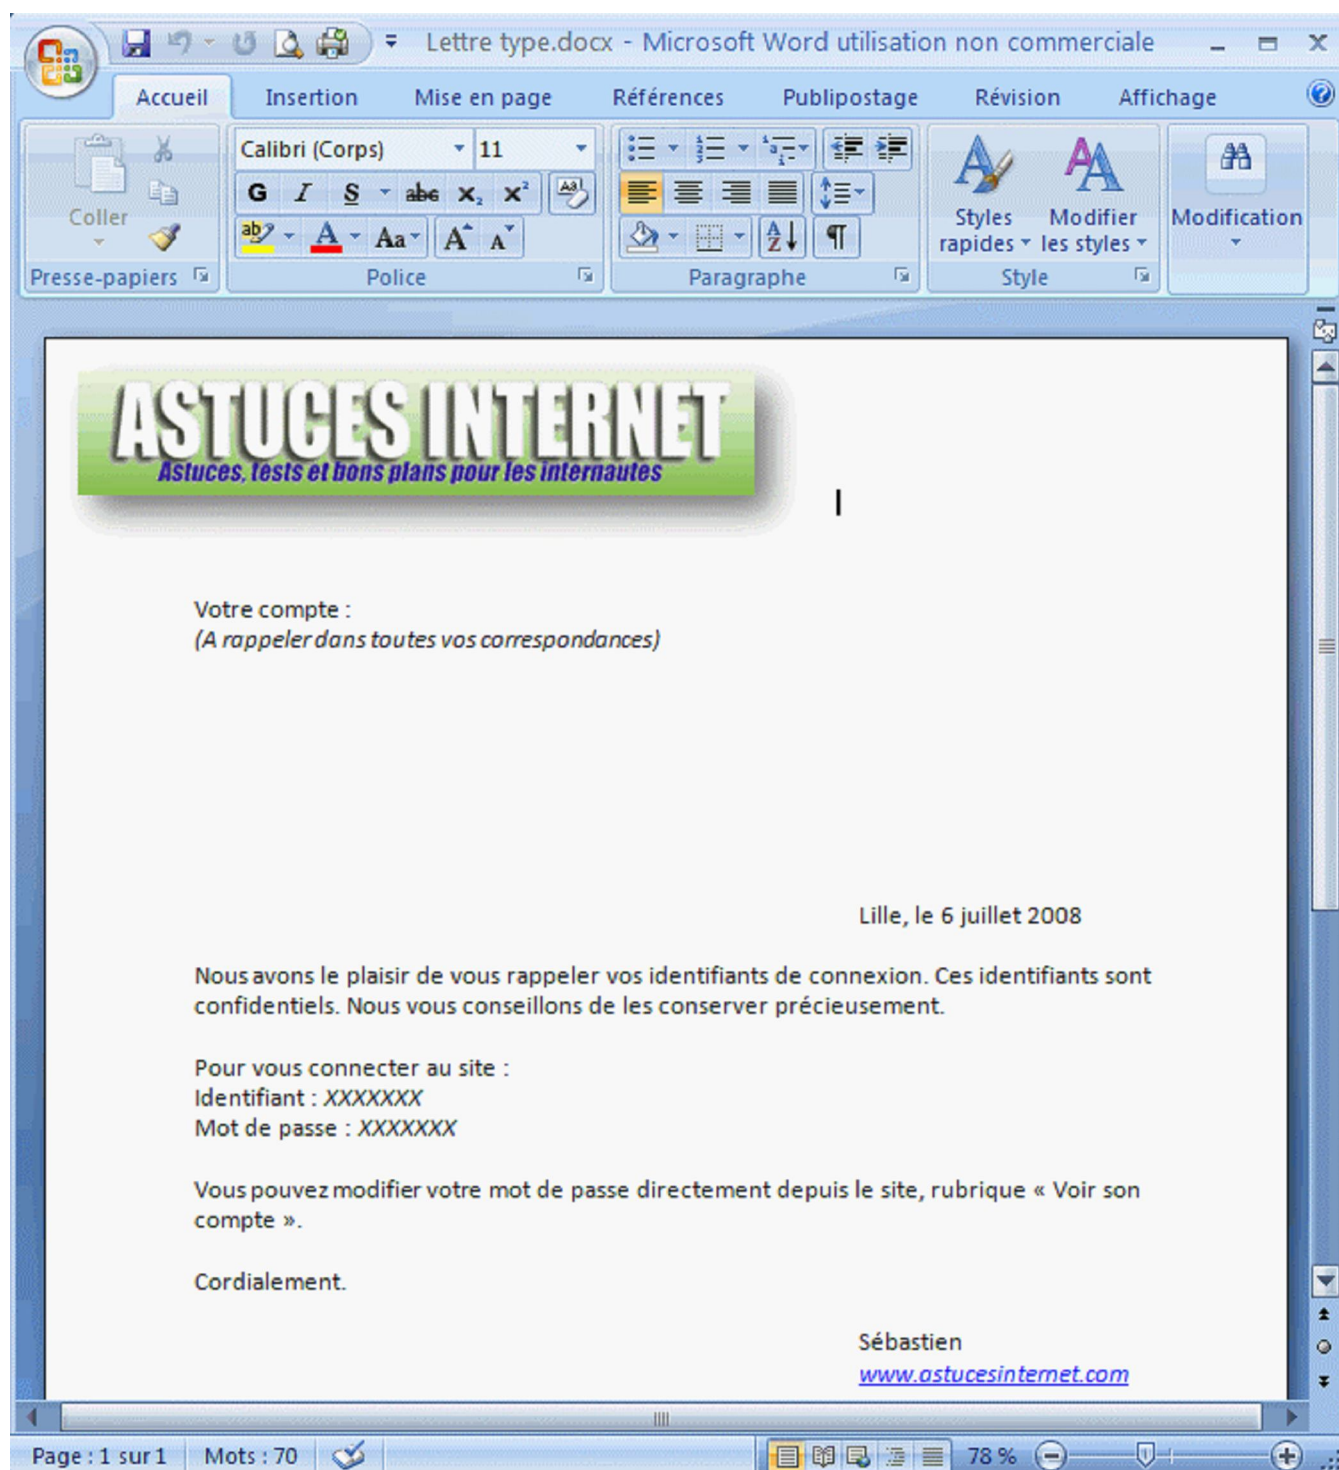 Lettre type.docx - Microsoft Word utilisation non commerciale
Accueil Insertion Mise en page Références Publipostage Révision Affichage
Calibri (Corps) 11
G I S abc x₂ x² Aa
Coller
ab A Aa A A
A Z ¶
Styles rapides
Modifier les styles
Modification
Presse-papiers Police Paragraphe Style
ASTUCES INTERNET
Astuces, tests et bons plans pour les internautes
Votre compte :
(A rappeler dans toutes vos correspondances)
Lille, le 6 juillet 2008
Nous avons le plaisir de vous rappeler vos identifiants de connexion. Ces identifiants sont
confidentiels. Nous vous conseillons de les conserver précieusement.
Pour vous connecter au site :
Identifiant : XXXXXXX
Mot de passe : XXXXXXX
Vous pouvez modifier votre mot de passe directement depuis le site, rubrique « Voir son
compte ».
Cordialement.
Sébastien
www.astucesinternet.com
Page : 1 sur 1 Mots : 70 78 %